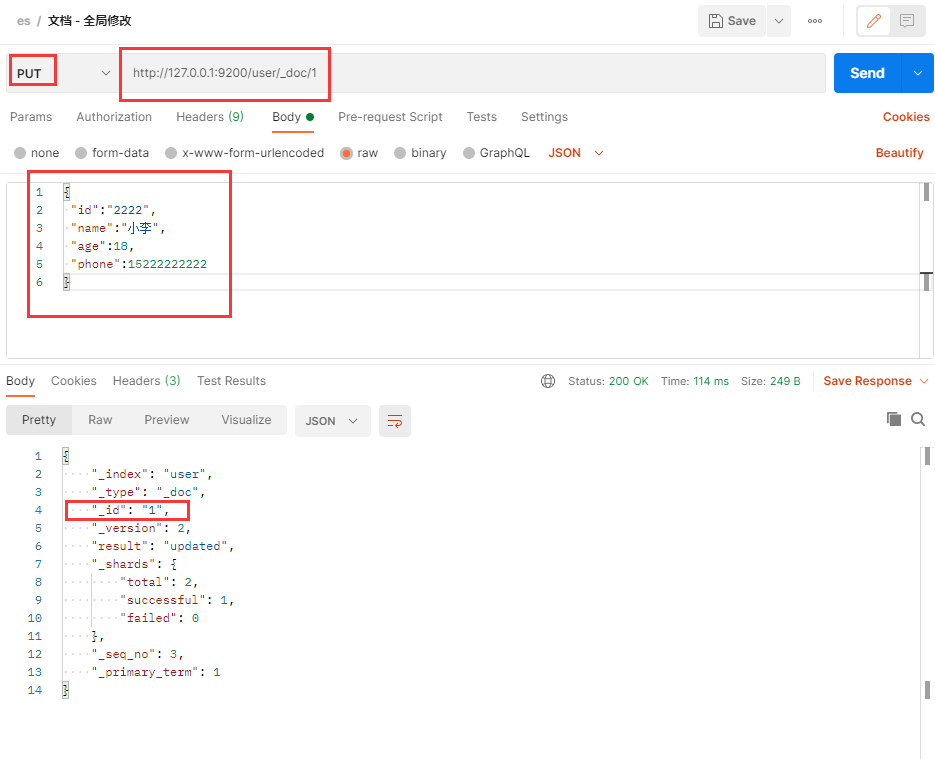 es / 文档 - 全局修改 Save
PUT http://127.0.0.1:9200/user/_doc/1 Send
Params Authorization Headers (9) Body Pre-request Script Tests Settings Cookies
none form-data x-www-form-urlencoded raw binary GraphQL JSON Beautify
1 {
2 "id":"2222",
3 "name":"小李",
4 "age":18,
5 "phone":15222222222
6 }
Body Cookies Headers (3) Test Results Status: 200 OK Time: 114 ms Size: 249 B Save Response
Pretty Raw Preview Visualize JSON
1 {
2 "_index": "user",
3 "_type": "_doc",
4 "_id": "1",
5 "_version": 2,
6 "result": "updated",
7 "_shards": {
8 "total": 2,
9 "successful": 1,
10 "failed": 0
11 },
12 "_seq_no": 3,
13 "_primary_term": 1
14 }